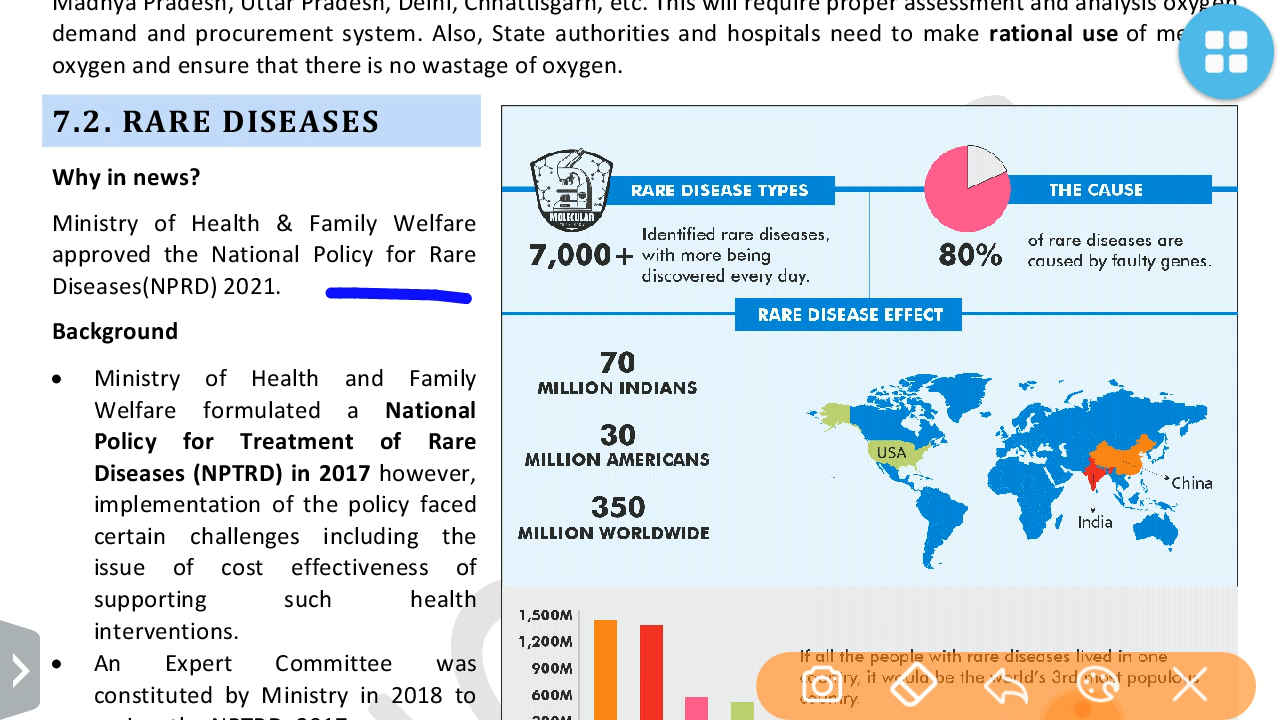 Madhya Pradesh, Uttar Pradesh, Delhi, Chhattisgarh, etc. This will require proper assessment and analysis oxygen
demand and procurement system. Also, State authorities and hospitals need to make rational use of
oxygen and ensure that there is no wastage of oxygen.
7.2. RARE DISEASES
Why in news?
Ministry of Health & Family Welfare
approved the National Policy for Rare
Diseases(NPRD) 2021.
Background
• Ministry of Health and Family
Welfare formulated a National
Policy for Treatment of Rare
Diseases (NPTRD) in 2017 however,
implementation of the policy faced
certain challenges including the
issue of cost effectiveness of
supporting such health
interventions.
• An Expert Committee was
constituted by Ministry in 2018 to
MOLECULAR
RARE DISEASE TYPES
7,000+
Identified rare diseases,
with more being
discovered every day.
THE CAUSE
80%
of rare diseases are
caused by faulty genes.
RARE DISEASE EFFECT
70
MILLION INDIANS
30
MILLION AMERICANS
350
MILLION WORLDWIDE
USA
China
India
1,500M
1,200M
900M
600M
If all the people with rare diseases lived in one
country, it would be the world's 3rd most populous
country.